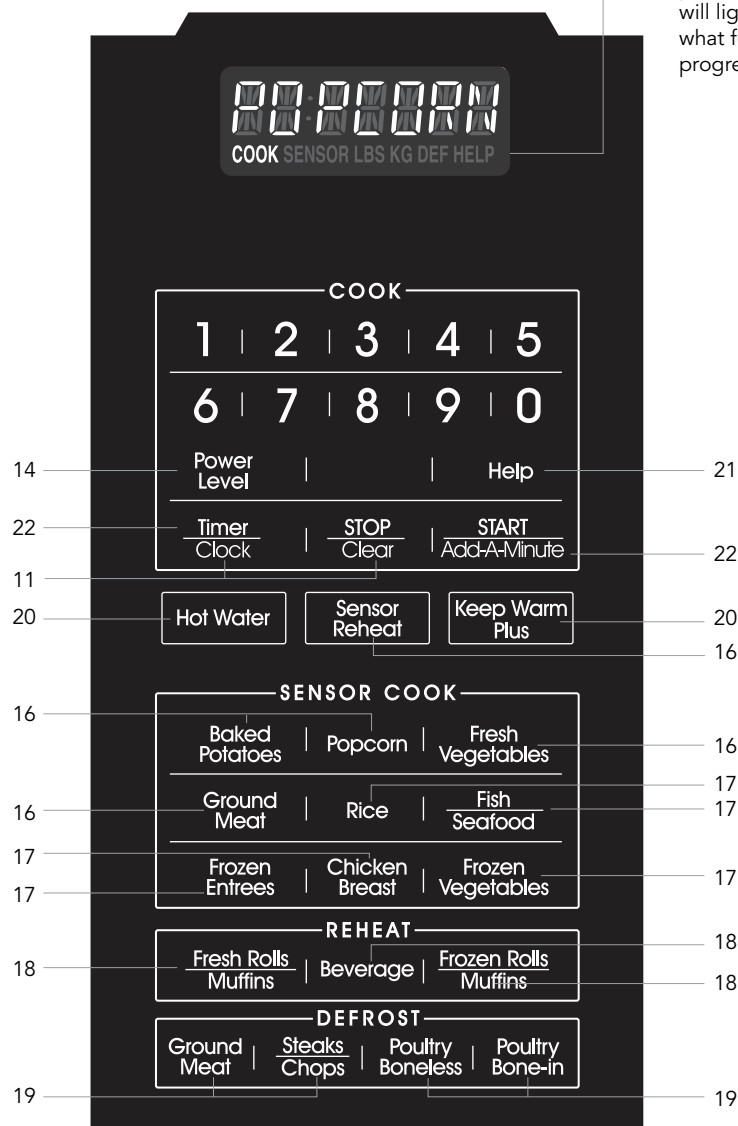 will lig
what f
progre
POPCORN
COOK SENSOR LBS KG DEF HELP
COOK
1 2 3 4 5
6 7 8 9 0
14 Power Level Help 21
22 Timer Clock STOP Clear START Add-A-Minute 22
11
20 Hot Water Sensor Reheat Keep Warm Plus 20
16
SENSOR COOK
16 Baked Potatoes Popcorn Fresh Vegetables 16
16 Ground Meat Rice Fish Seafood 17
17
17 Frozen Entrees Chicken Breast Frozen Vegetables 17
17
REHEAT
18 Fresh Rolls Muffins Beverage Frozen Rolls Muffins 18
18
DEFROST
Ground Meat Steaks Chops Poultry Boneless Poultry Bone-in
19 19